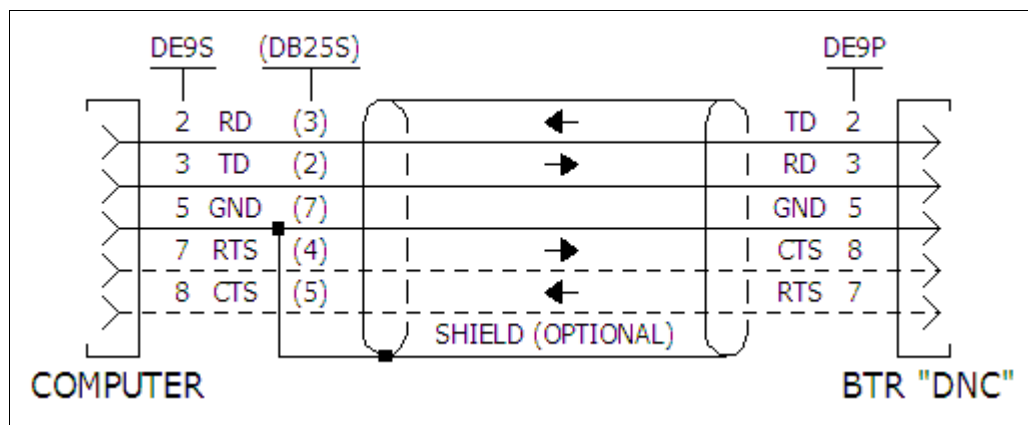 DE9S (DB25S) DE9P
2 RD (3) TD 2
3 TD (2) RD 3
5 GND (7) GND 5
7 RTS (4) CTS 8
8 CTS (5) RTS 7
SHIELD (OPTIONAL)
COMPUTER BTR "DNC"